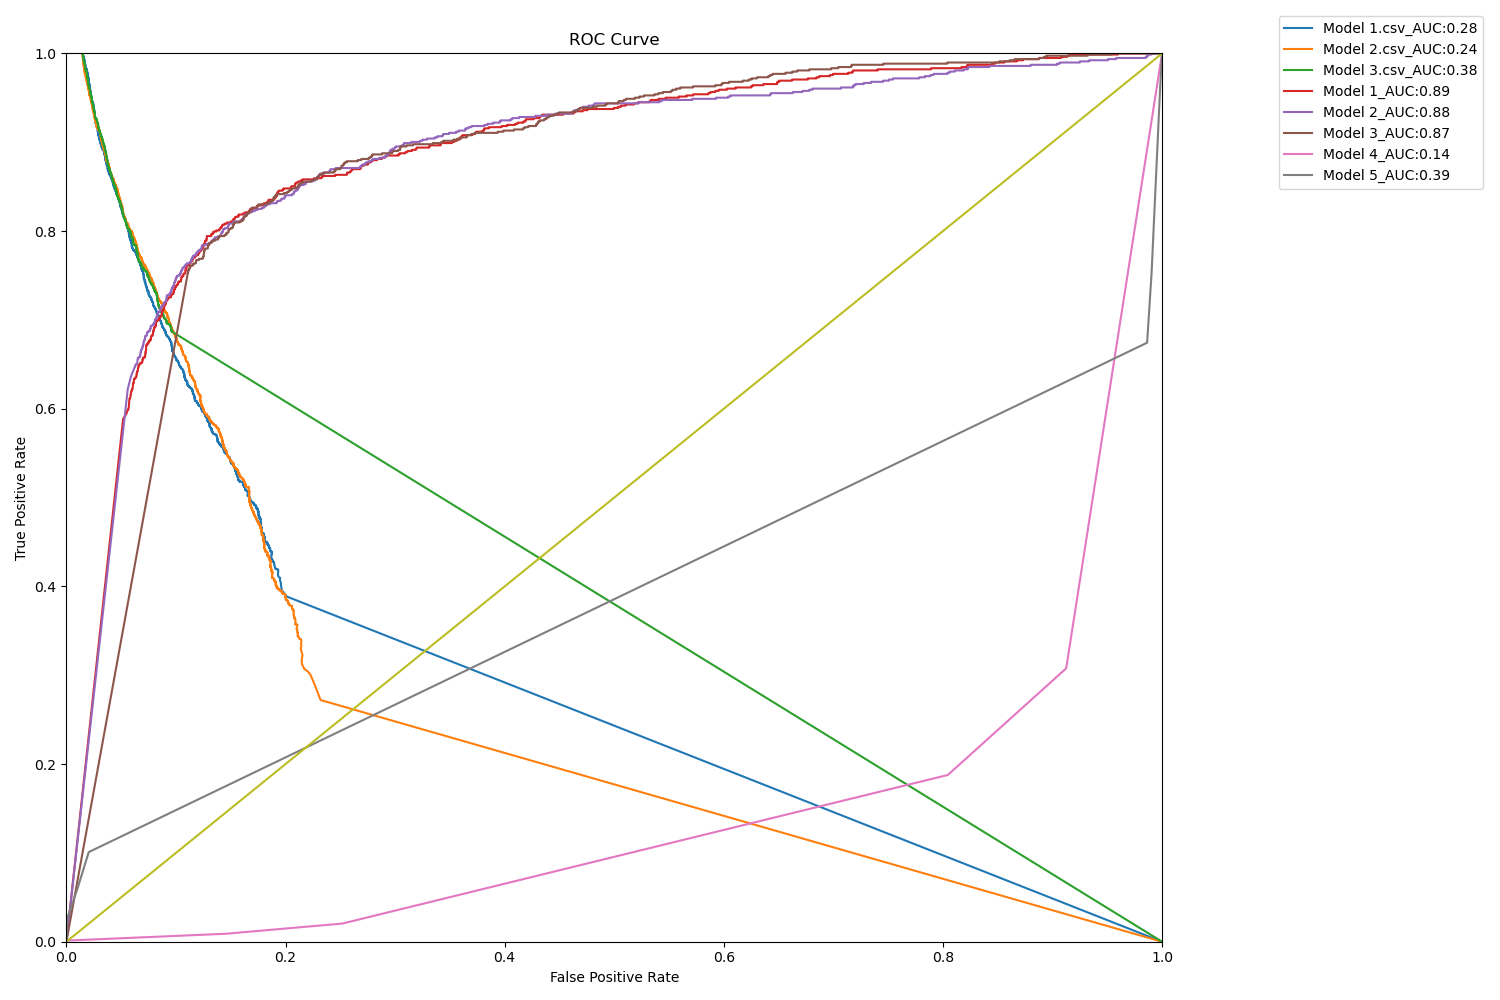 ROC Curve
Model 1.csv_AUC:0.28
Model 2.csv_AUC:0.24
Model 3.csv_AUC:0.38
Model 1_AUC:0.89
Model 2_AUC:0.88
Model 3_AUC:0.87
Model 4_AUC:0.14
Model 5_AUC:0.39
True Positive Rate
1.0
0.8
0.6
0.4
0.2
0.0
0.0 0.2 0.4 0.6 0.8 1.0
False Positive Rate